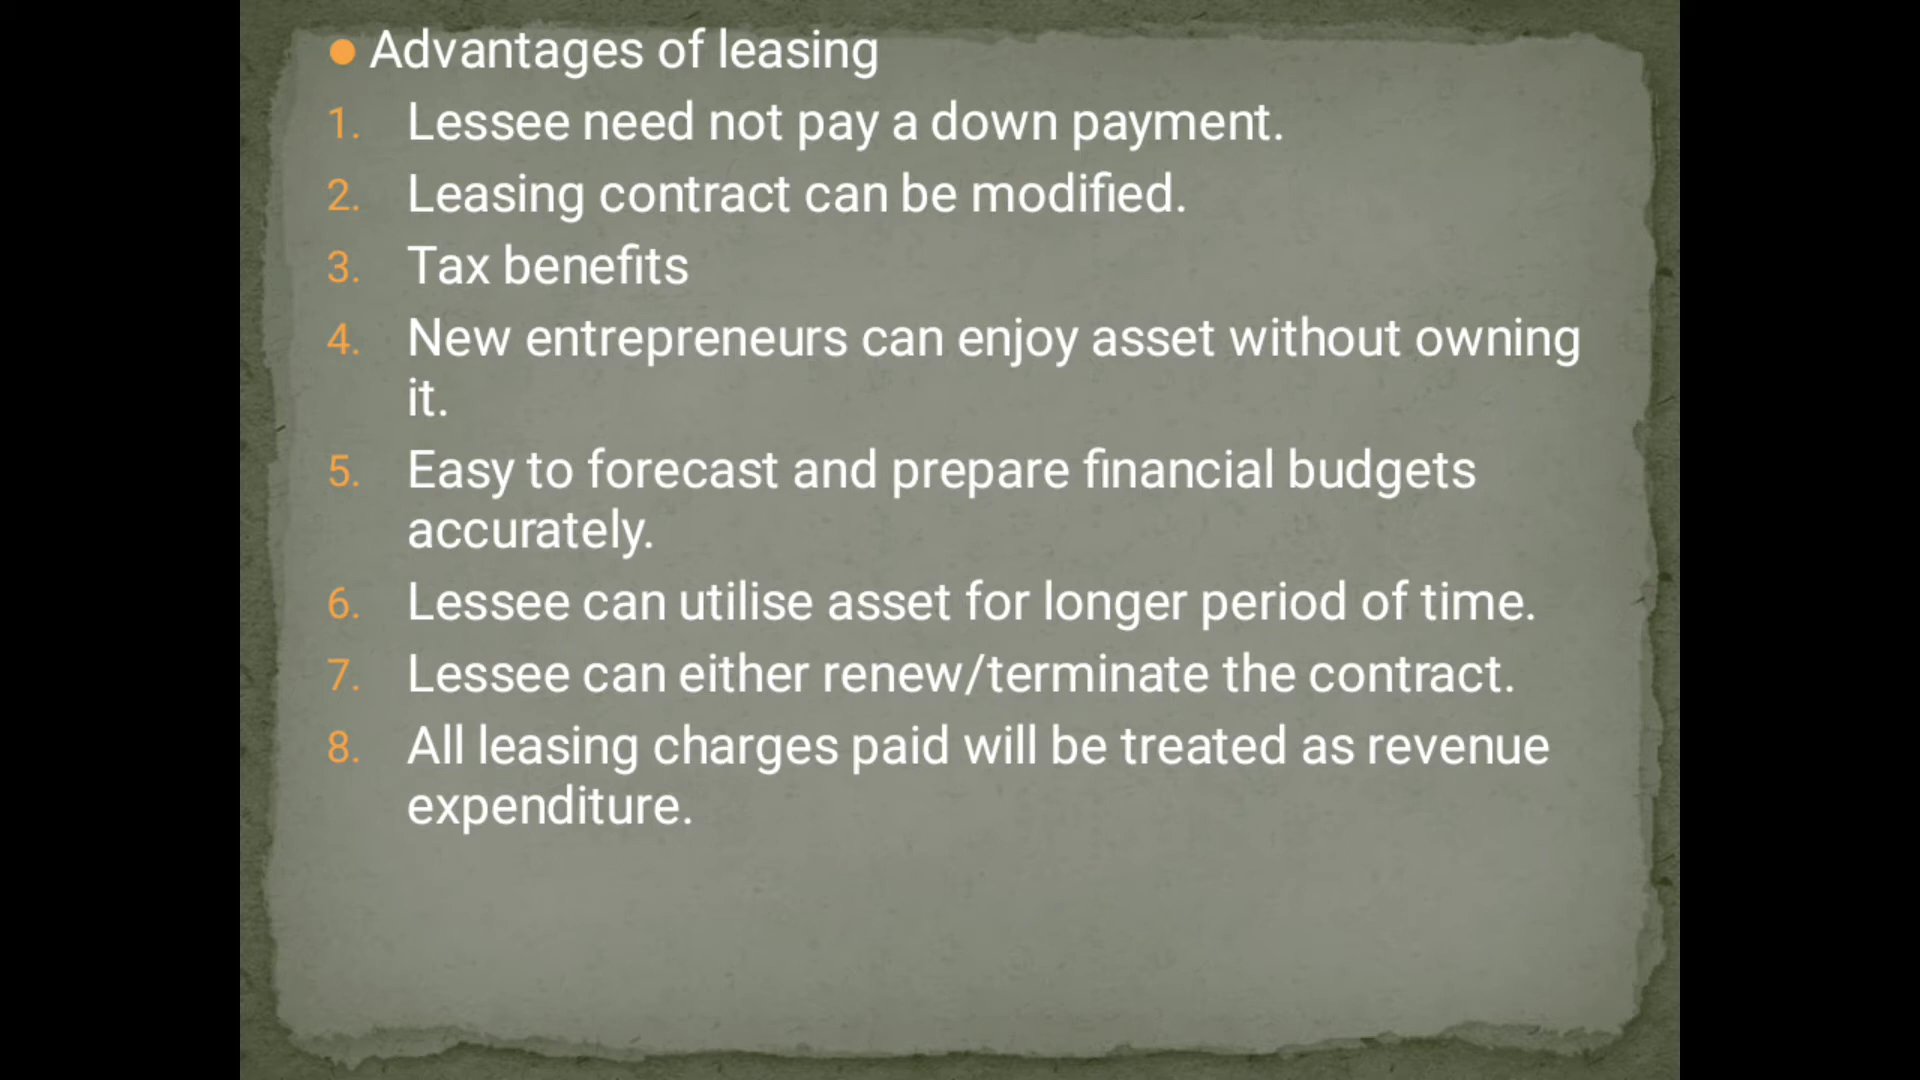 ● Advantages of leasing
1. Lessee need not pay a down payment.
2. Leasing contract can be modified.
3. Tax benefits
4. New entrepreneurs can enjoy asset without owning
it.
5. Easy to forecast and prepare financial budgets
accurately.
6. Lessee can utilise asset for longer period of time.
7. Lessee can either renew/terminate the contract.
8. All leasing charges paid will be treated as revenue
expenditure.